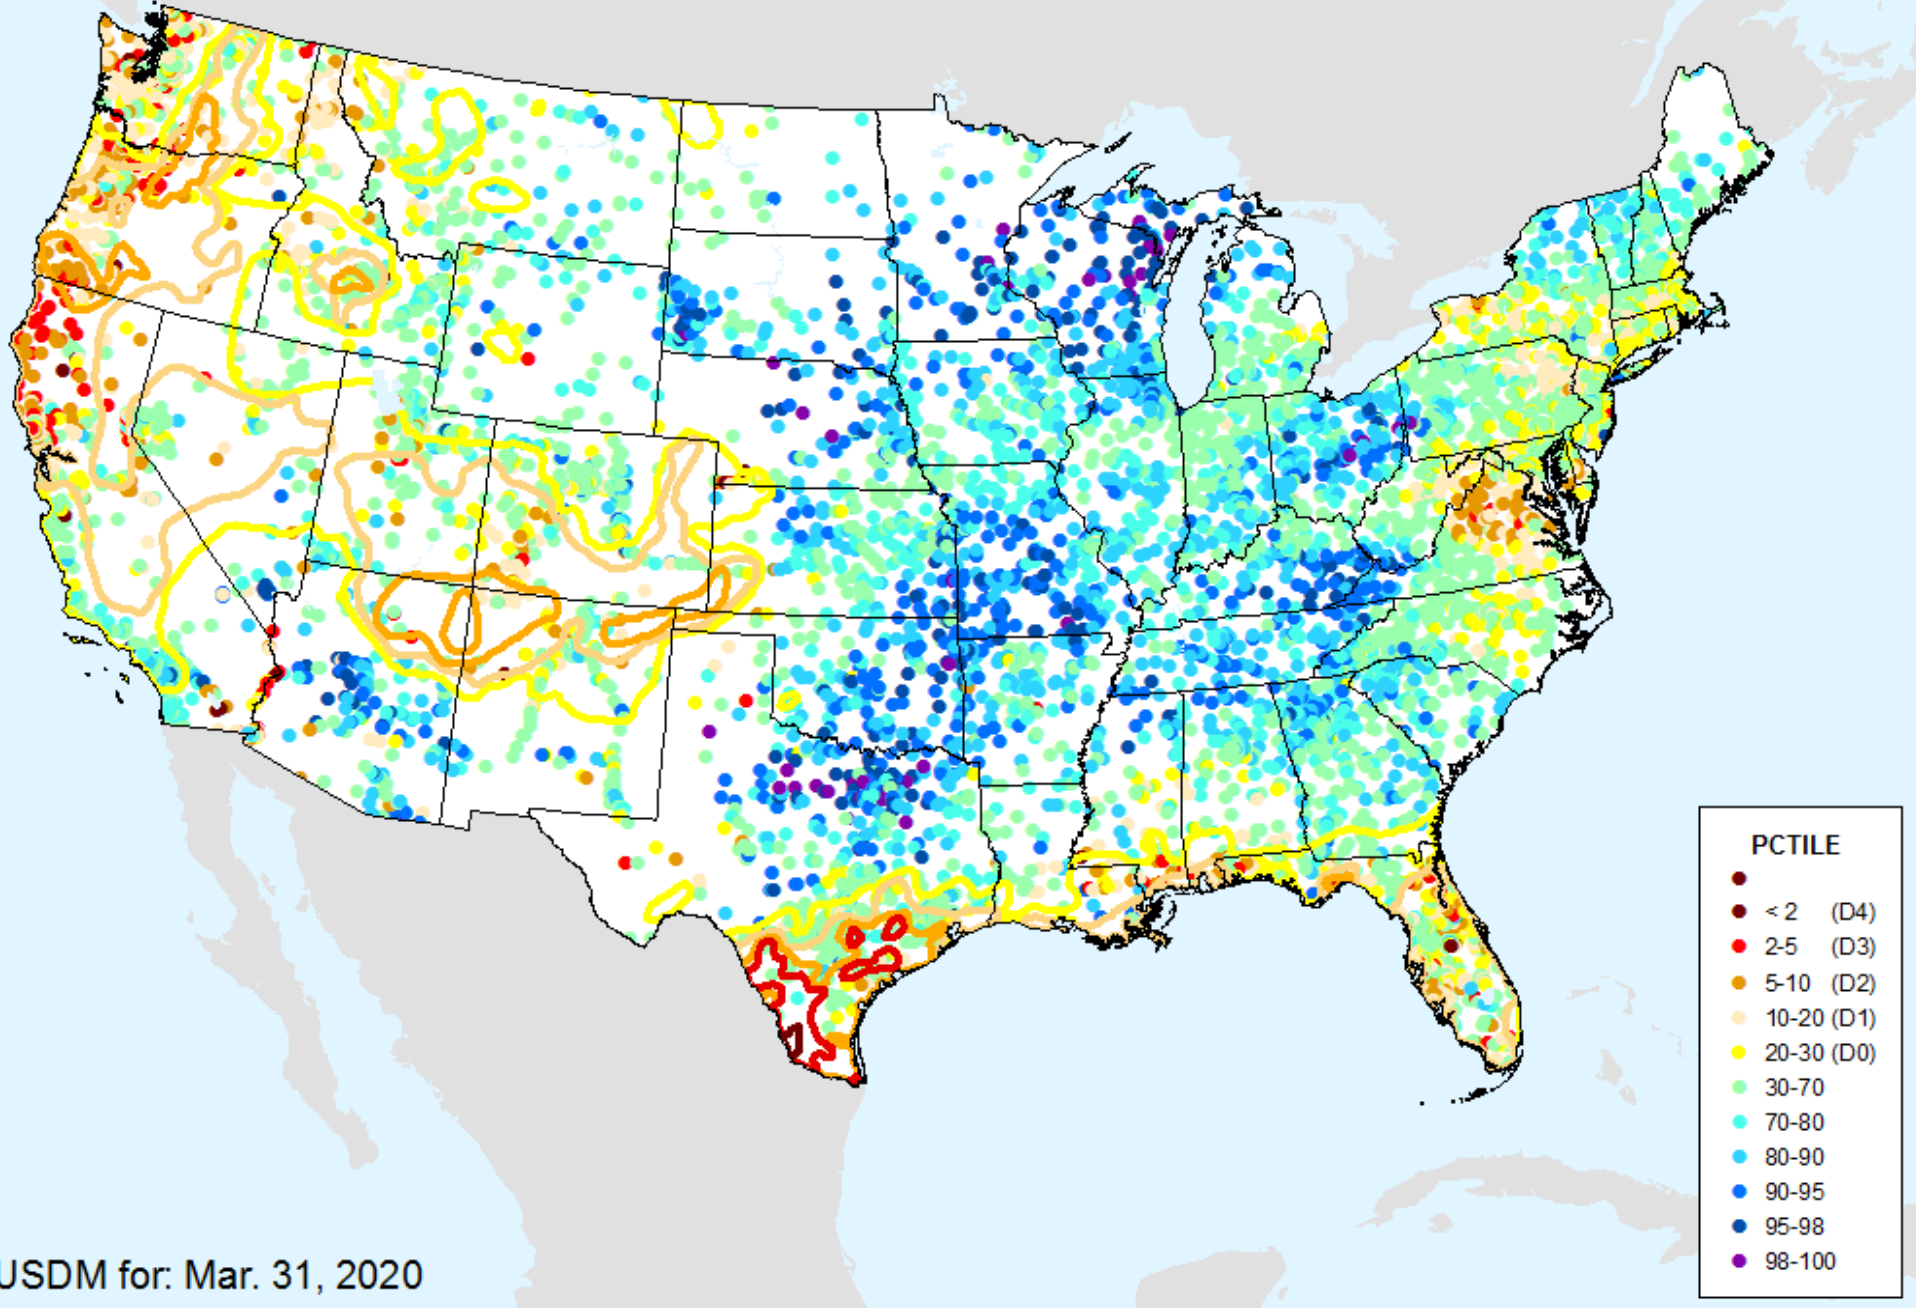 PCTILE
< 2 (D4)
2-5 (D3)
5-10 (D2)
10-20 (D1)
20-30 (D0)
30-70
70-80
80-90
90-95
95-98
98-100
USDM for: Mar. 31, 2020